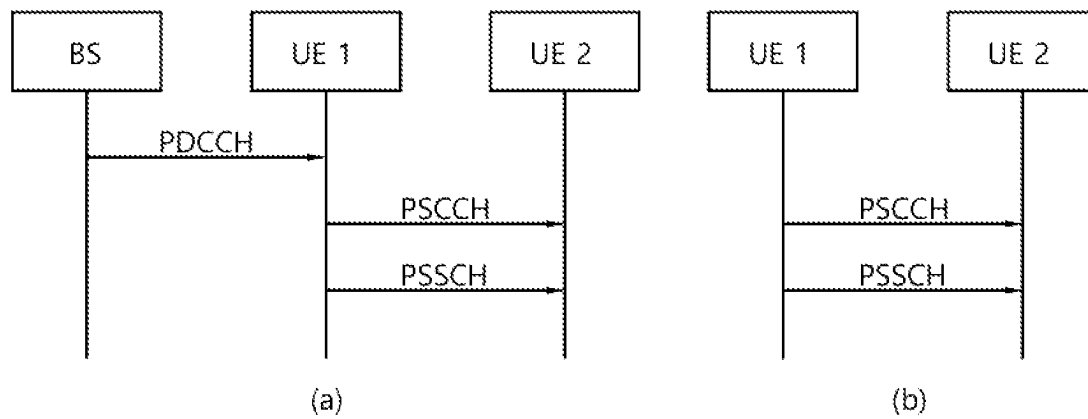 BS UE 1 UE 2 UE 1 UE 2
PDCCH
PSCCH PSCCH
PSSCH PSSCH
(a) (b)